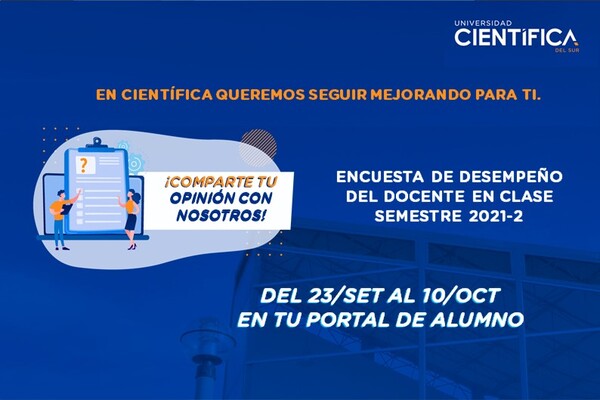 UNIVERSIDAD
CIENTÍFICA
DEL SUR
EN CIENTÍFICA QUEREMOS SEGUIR MEJORANDO PARA TI.
?
¡COMPARTE TU
OPINIÓN CON
NOSOTROS!
ENCUESTA DE DESEMPEÑO
DEL DOCENTE EN CLASE
SEMESTRE 2021-2
DEL 23/SET AL 10/OCT
EN TU PORTAL DE ALUMNO